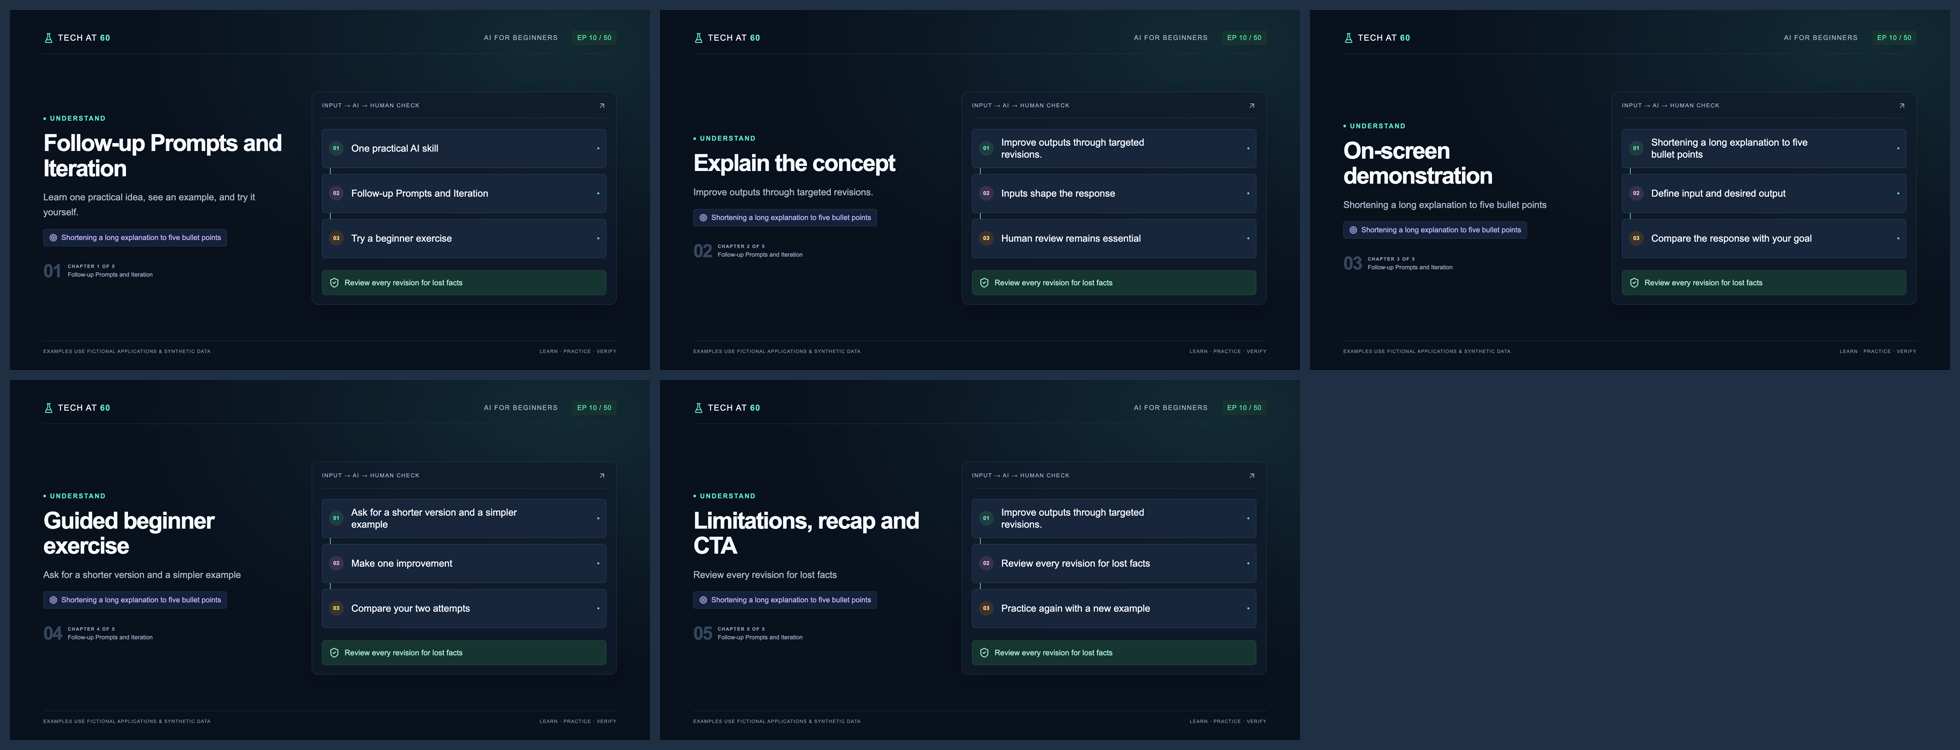 TECH AT 60
AI FOR BEGINNERS
EP 10 / 50
UNDERSTAND
Follow-up Prompts and
Iteration
Learn one practical idea, see an example, and try it
yourself.
Shortening a long explanation to five bullet points
01
CHAPTER 1 OF 5
Follow-up Prompts and Iteration
INPUT → AI → HUMAN CHECK
01 One practical AI skill
02 Follow-up Prompts and Iteration
03 Try a beginner exercise
Review every revision for lost facts
EXAMPLES USE FICTIONAL APPLICATIONS & SYNTHETIC DATA
LEARN · PRACTICE · VERIFY
TECH AT 60
AI FOR BEGINNERS
EP 10 / 50
UNDERSTAND
Explain the concept
Improve outputs through targeted revisions.
Shortening a long explanation to five bullet points
02
CHAPTER 2 OF 5
Follow-up Prompts and Iteration
INPUT → AI → HUMAN CHECK
01 Improve outputs through targeted
revisions.
02 Inputs shape the response
03 Human review remains essential
Review every revision for lost facts
EXAMPLES USE FICTIONAL APPLICATIONS & SYNTHETIC DATA
LEARN · PRACTICE · VERIFY
TECH AT 60
AI FOR BEGINNERS
EP 10 / 50
UNDERSTAND
On-screen
demonstration
Shortening a long explanation to five bullet points
Shortening a long explanation to five bullet points
03
CHAPTER 3 OF 5
Follow-up Prompts and Iteration
INPUT → AI → HUMAN CHECK
01 Shortening a long explanation to five
bullet points
02 Define input and desired output
03 Compare the response with your goal
Review every revision for lost facts
EXAMPLES USE FICTIONAL APPLICATIONS & SYNTHETIC DATA
LEARN · PRACTICE · VERIFY
TECH AT 60
AI FOR BEGINNERS
EP 10 / 50
UNDERSTAND
Guided beginner
exercise
Ask for a shorter version and a simpler example
Shortening a long explanation to five bullet points
04
CHAPTER 4 OF 5
Follow-up Prompts and Iteration
INPUT → AI → HUMAN CHECK
01 Ask for a shorter version and a simpler
example
02 Make one improvement
03 Compare your two attempts
Review every revision for lost facts
EXAMPLES USE FICTIONAL APPLICATIONS & SYNTHETIC DATA
LEARN · PRACTICE · VERIFY
TECH AT 60
AI FOR BEGINNERS
EP 10 / 50
UNDERSTAND
Limitations, recap and
CTA
Review every revision for lost facts
Shortening a long explanation to five bullet points
05
CHAPTER 5 OF 5
Follow-up Prompts and Iteration
INPUT → AI → HUMAN CHECK
01 Improve outputs through targeted
revisions.
02 Review every revision for lost facts
03 Practice again with a new example
Review every revision for lost facts
EXAMPLES USE FICTIONAL APPLICATIONS & SYNTHETIC DATA
LEARN · PRACTICE · VERIFY